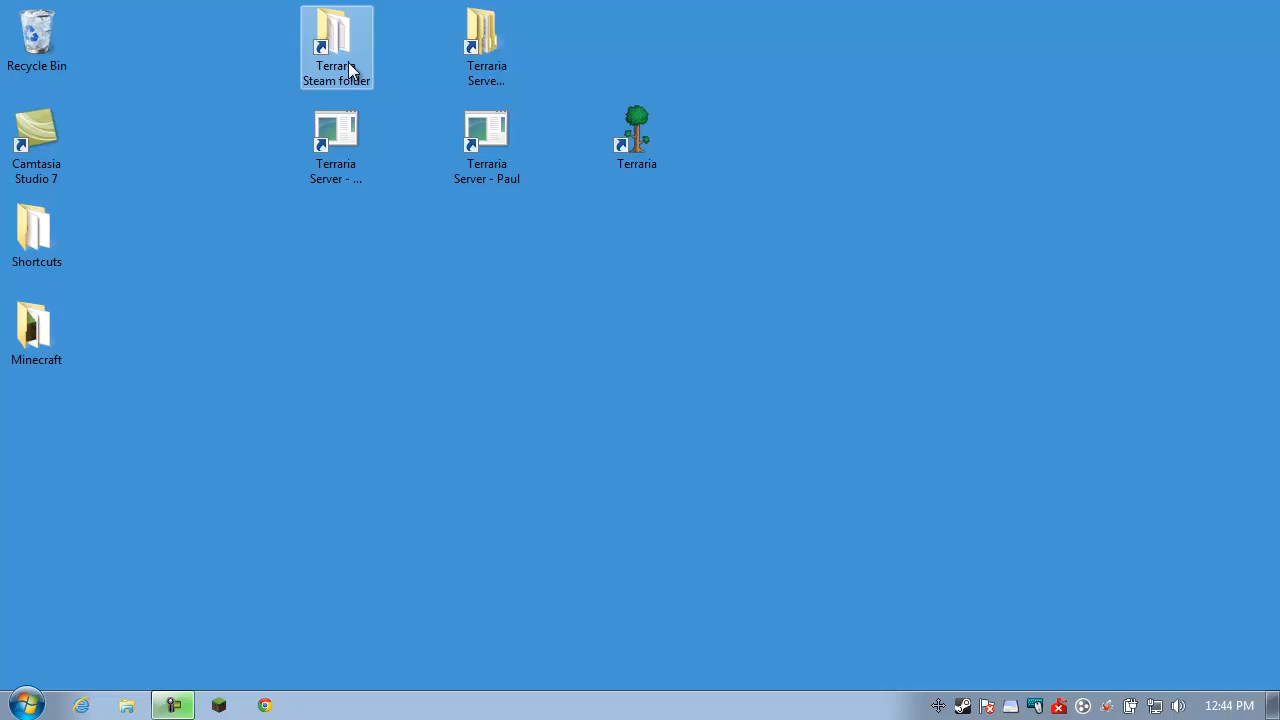 Recycle Bin
Terraria
Steam folder
Terraria
Serve...
Camtasia
Studio 7
Terraria
Server - ...
Terraria
Server - Paul
Terraria
Shortcuts
Minecraft
12:44 PM